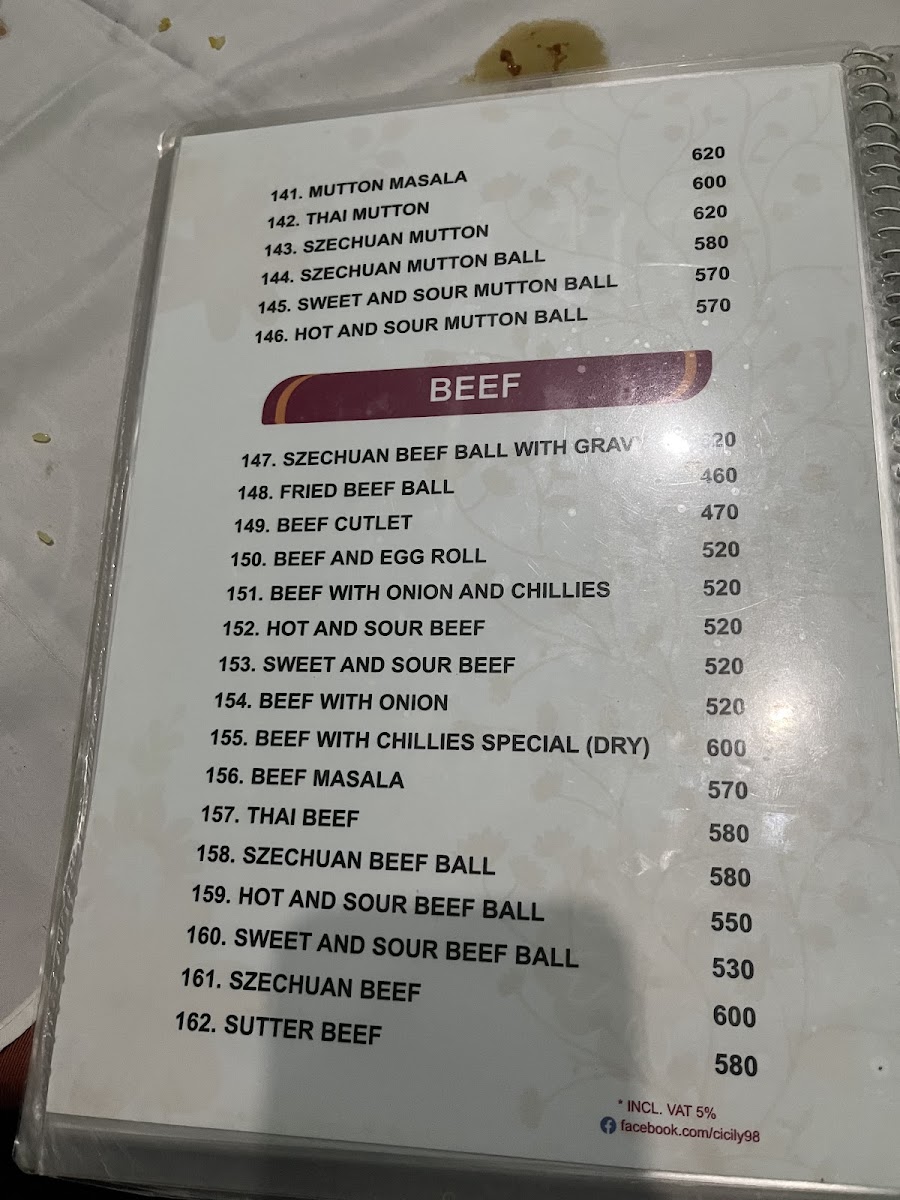 141. MUTTON MASALA 620
142. THAI MUTTON 600
143. SZECHUAN MUTTON 620
144. SZECHUAN MUTTON BALL 580
145. SWEET AND SOUR MUTTON BALL 570
146. HOT AND SOUR MUTTON BALL 570
BEEF
147. SZECHUAN BEEF BALL WITH
148. FRIED BEEF BALL 460
149. BEEF CUTLET 470
150. BEEF AND EGG ROLL 520
151. BEEF WITH ONION AND CHILLIES 520
152. HOT AND SOUR BEEF 520
153. SWEET AND SOUR BEEF 520
154. BEEF WITH ONION 520
155. BEEF WITH CHILLIES SPECIAL (DRY) 600
156. BEEF MASALA 570
157. THAI BEEF 580
158. SZECHUAN BEEF BALL 580
159. HOT AND SOUR BEEF BALL 550
160. SWEET AND SOUR BEEF BALL 530
161. SZECHUAN BEEF 600
162. SUTTER BEEF 580
* INCL. VAT 5%
facebook.com/cicily98